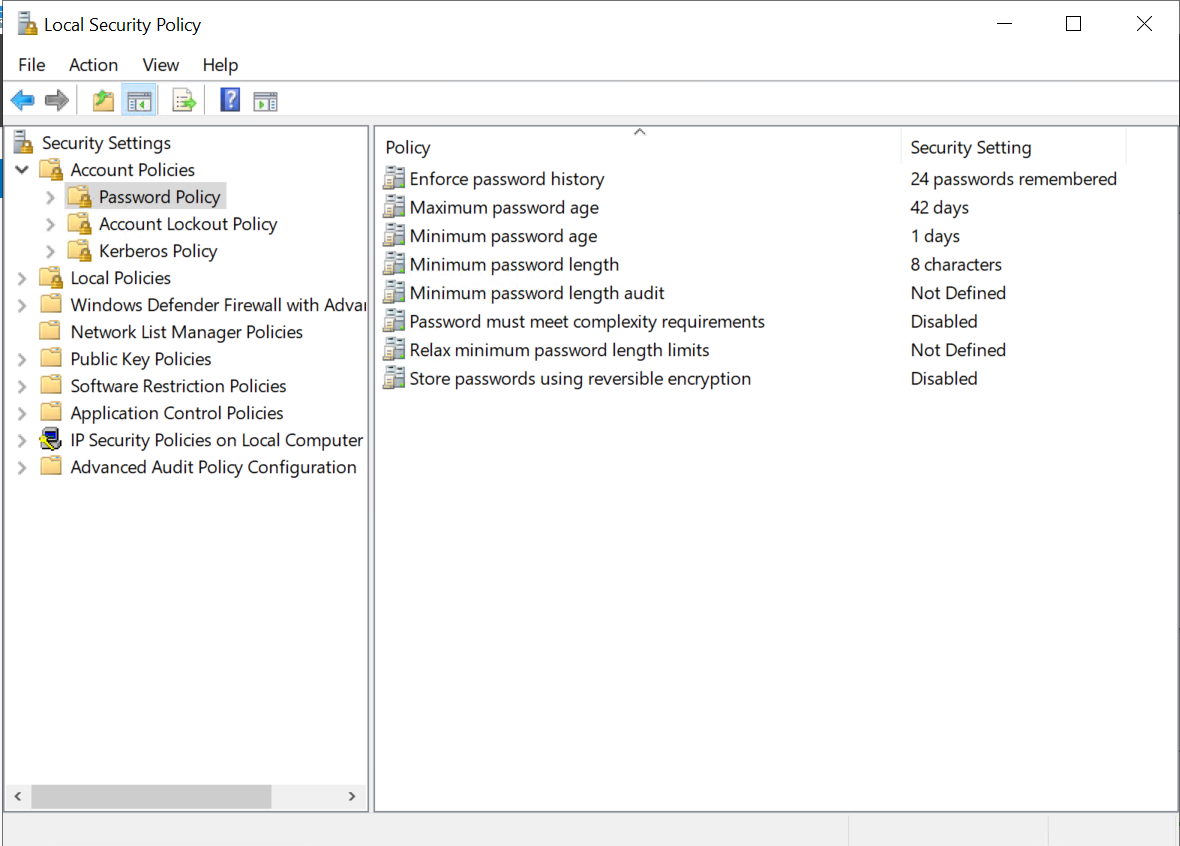 Local Security Policy
File Action View Help
Security Settings
Account Policies
Password Policy
Account Lockout Policy
Kerberos Policy
Local Policies
Windows Defender Firewall with Advan
Network List Manager Policies
Public Key Policies
Software Restriction Policies
Application Control Policies
IP Security Policies on Local Computer
Advanced Audit Policy Configuration
Policy Security Setting
Enforce password history 24 passwords remembered
Maximum password age 42 days
Minimum password age 1 days
Minimum password length 8 characters
Minimum password length audit Not Defined
Password must meet complexity requirements Disabled
Relax minimum password length limits Not Defined
Store passwords using reversible encryption Disabled